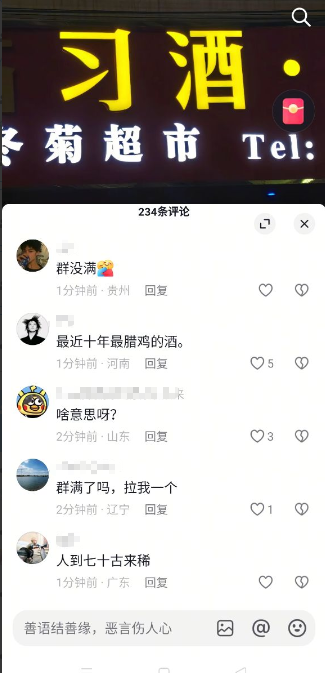 习酒·
冬菊超市 Tel:
234条评论
群没满
1分钟前 · 贵州 回复
最近十年最腊鸡的酒。
1分钟前 · 河南 回复 5
来
啥意思呀?
2分钟前 · 山东 回复 3
群满了吗，拉我一个
2分钟前 · 辽宁 回复 1
人到七十古来稀
1分钟前 · 广东 回复
善语结善缘，恶言伤人心